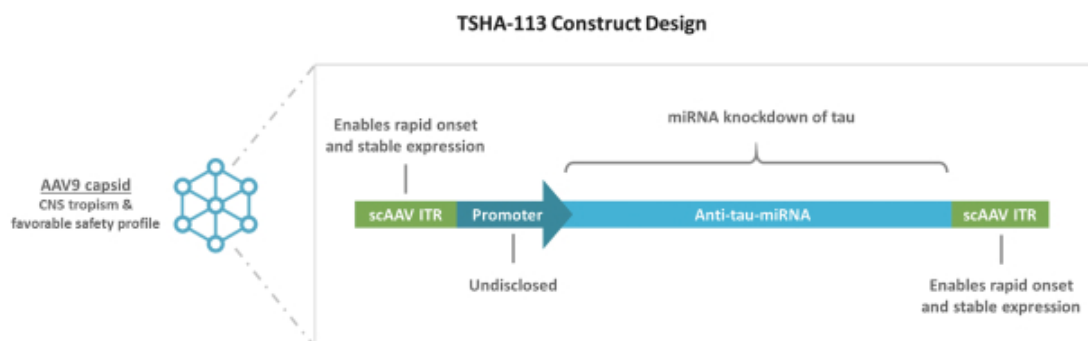 TSHA-113 Construct Design
Enables rapid onset
and stable expression
miRNA knockdown of tau
AAV9 capsid
CNS tropism &
favorable safety profile
scAAV ITR
Promoter
Anti-tau-miRNA
scAAV ITR
Undisclosed
Enables rapid onset
and stable expression